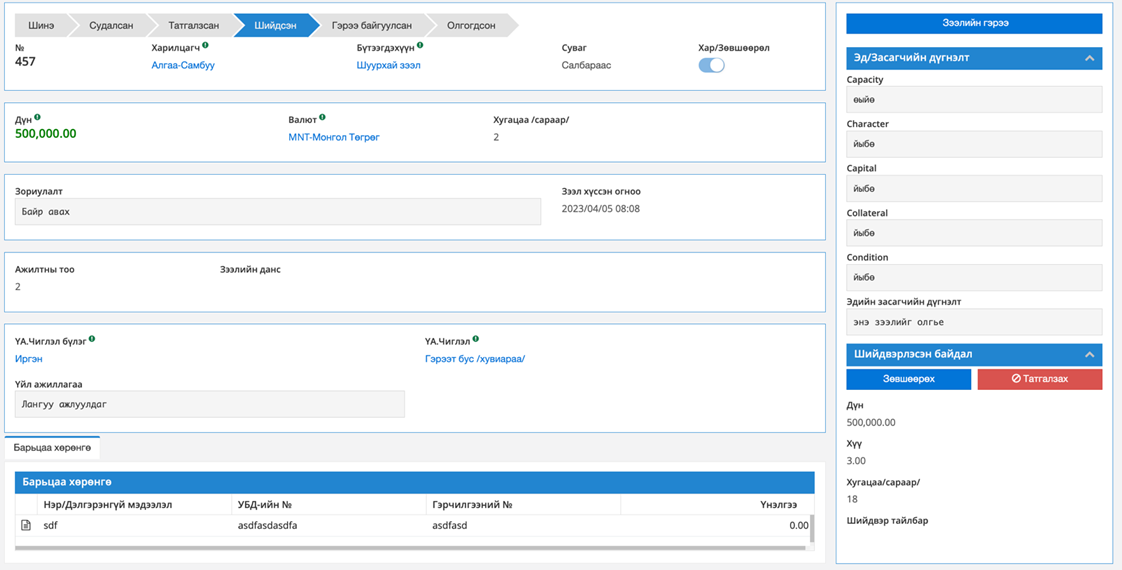 Шинэ Судалсан Татгалзсан Шийдсэн Гэрээ байгуулсан Олгогдсон
№ Харилцагч Бүтээгдэхүүн Суваг Хар/Зөвшөөрөл
457 Алгаа-Самбуу Шуурхай зээл Салбараас
Дүн Валют Хугацаа /сараар/
500,000.00 MNT-Монгол Төгрөг 2
Зориулалт Зээл хүссэн огноо
Байр авах 2023/04/05 08:08
Ажилтны тоо Зээлийн данс
2
ҮА.Чиглэл бүлэг ҮА.Чиглэл
Иргэн Гэрээт бус /хувиараа/
Үйл ажиллагаа
Лангуу ажлуулдаг
Барьцаа хөрөнгө
Барьцаа хөрөнгө
Нэр/Дэлгэрэнгүй мэдээлэл УБД-ийн № Гэрчилгээний № Үнэлгээ
sdf asdfasdasdfa asdfasd 0.00
Зээлийн гэрээ
Эд/Засагчийн дүгнэлт
Capacity
өыйө
Character
йыбө
Capital
йыбө
Collateral
йыбө
Condition
йыбө
Эдийн засагчийн дүгнэлт
энэ зээлийг олгье
Шийдвэрлэсэн байдал
Зөвшөөрөх Татгалзах
Дүн
500,000.00
Хүү
3.00
Хугацаа/сараар/
18
Шийдвэр тайлбар